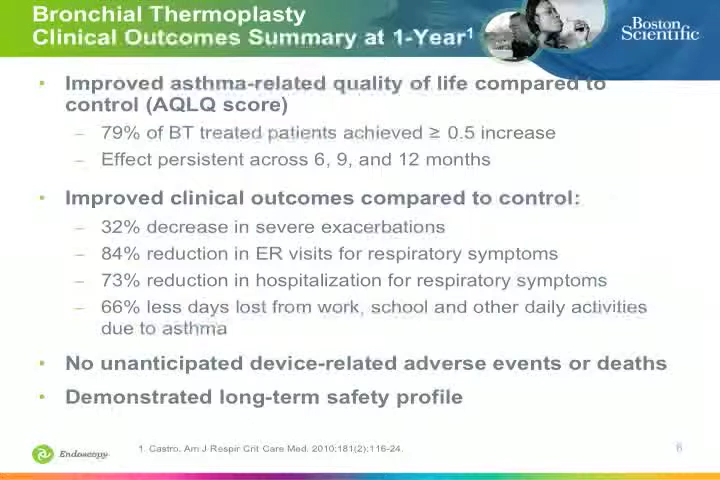 Bronchial Thermoplasty
Clinical Outcomes Summary at 1-Year1
Boston
Scientific
• Improved asthma-related quality of life compared to
control (AQLQ score)
– 79% of BT treated patients achieved ≥ 0.5 increase
– Effect persistent across 6, 9, and 12 months
• Improved clinical outcomes compared to control:
– 32% decrease in severe exacerbations
– 84% reduction in ER visits for respiratory symptoms
– 73% reduction in hospitalization for respiratory symptoms
– 66% less days lost from work, school and other daily activities
due to asthma
• No unanticipated device-related adverse events or deaths
• Demonstrated long-term safety profile
Endoscopy
1. Castro, Am J Respir Crit Care Med. 2010;181(2):116-24.